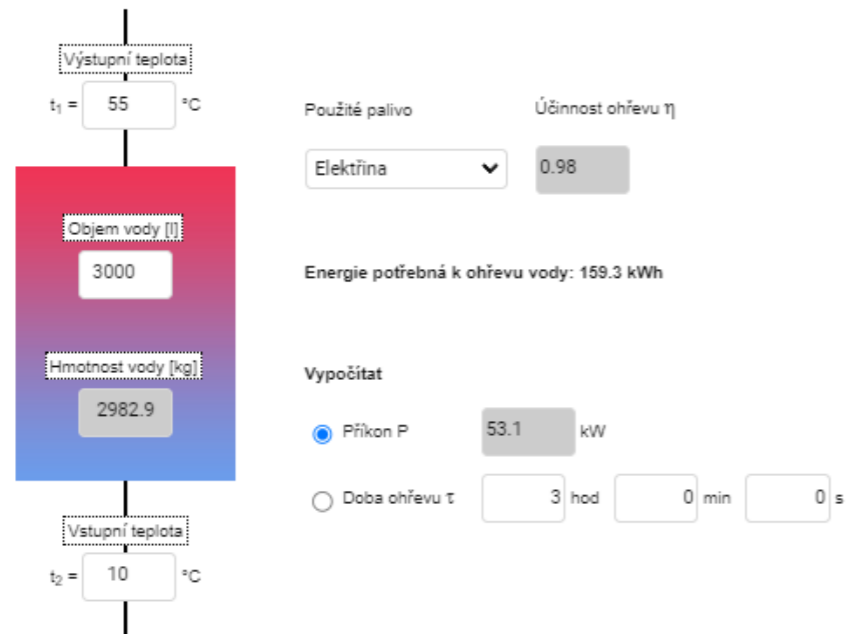 Výstupní teplota
t₁ = 55 °C
Objem vody [l]
3000
Hmotnost vody [kg]
2982.9
Vstupní teplota
t₂ = 10 °C
Použité palivo
Účinnost ohřevu η
Elektřina
0.98
Energie potřebná k ohřevu vody: 159.3 kWh
Vypočítat
Příkon P 53.1 kW
Doba ohřevu τ 3 hod 0 min 0 s